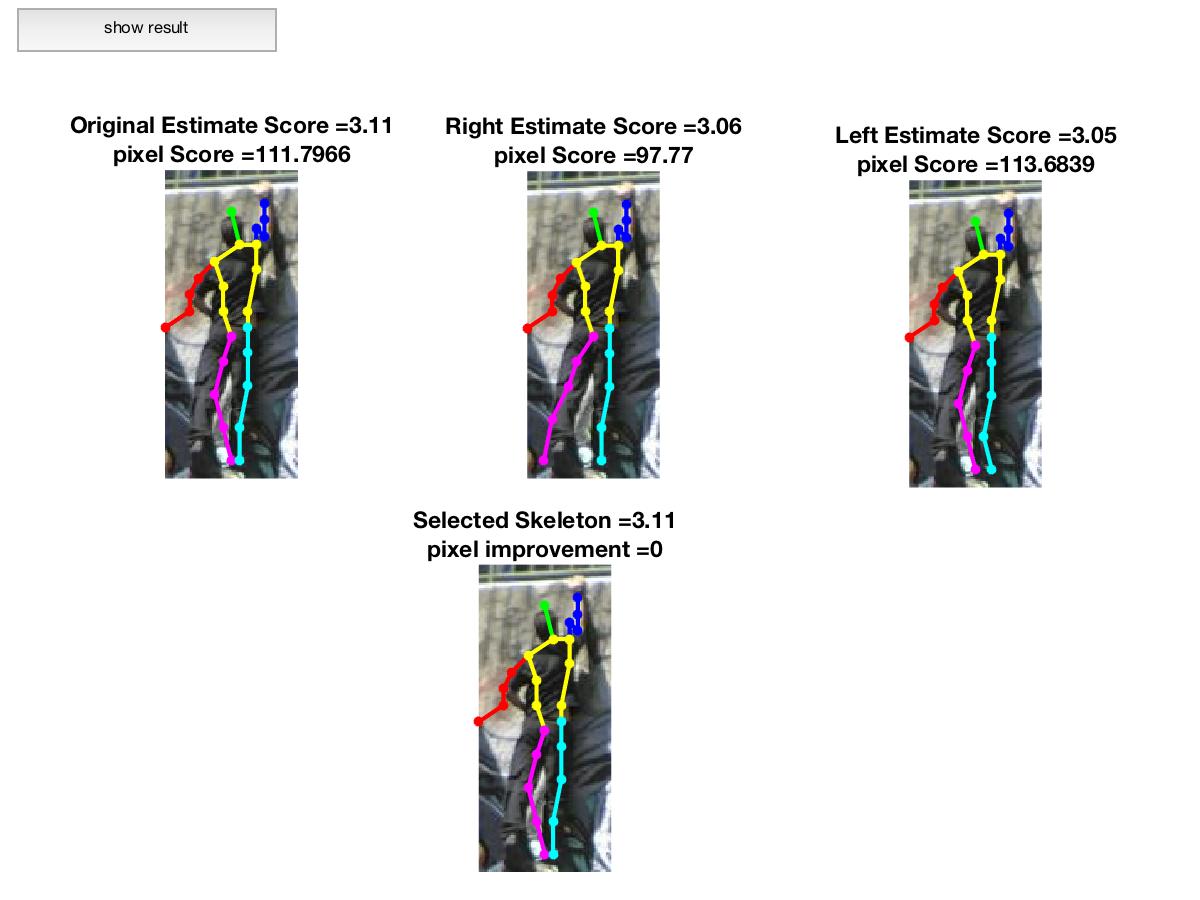 show result
Original Estimate Score =3.11
pixel Score =111.7966
Right Estimate Score =3.06
pixel Score =97.77
Left Estimate Score =3.05
pixel Score =113.6839
Selected Skeleton =3.11
pixel improvement =0